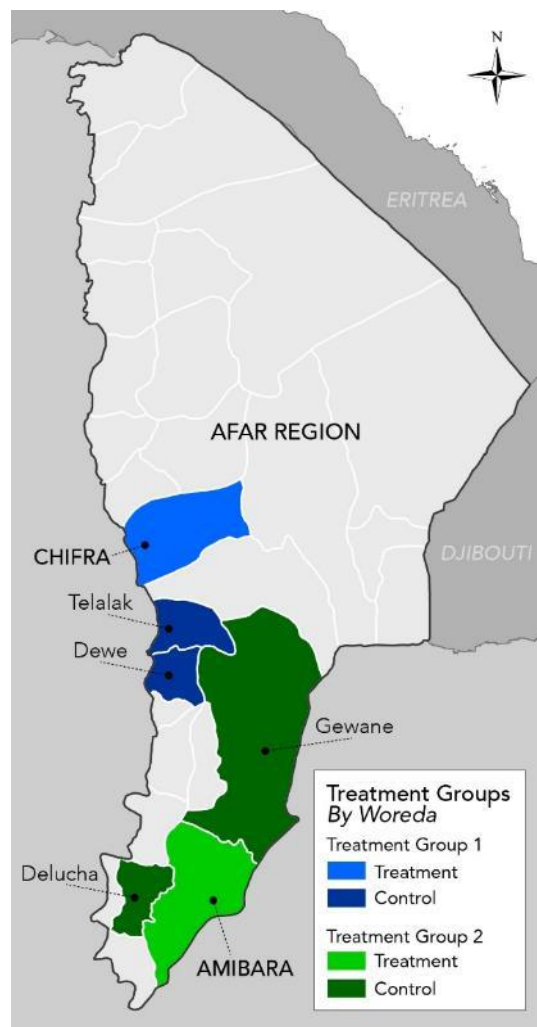 N
ERITREA
AFAR REGION
DJIBOUTI
CHIFRA
Telalak
Dewe
Gewane
Delucha
AMIBARA
Treatment Groups
By Woreda
Treatment Group 1
Treatment
Control
Treatment Group 2
Treatment
Control